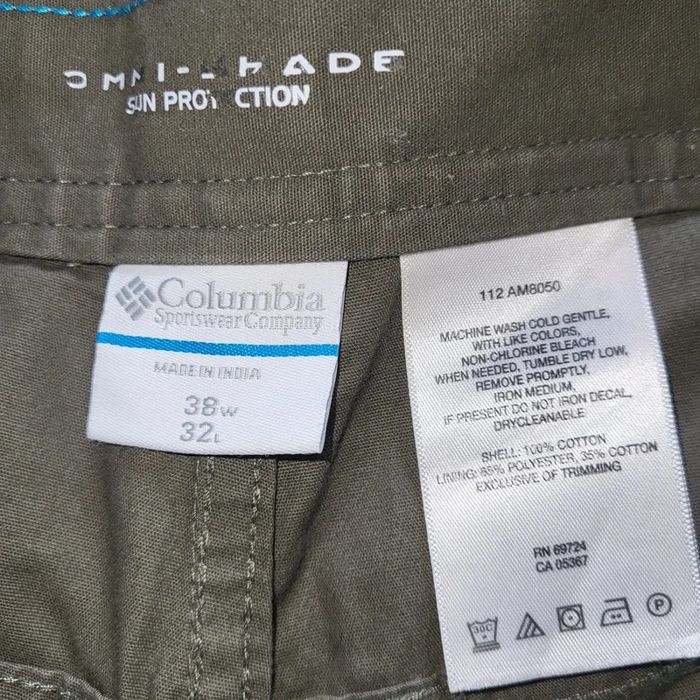 OMNI-SHADE
SUN PROTECTION
Columbia
Sportswear Company
MADE IN INDIA
38W
32L
112 AM8050
MACHINE WASH COLD GENTLE,
WITH LIKE COLORS,
NON-CHLORINE BLEACH
WHEN NEEDED, TUMBLE DRY LOW,
REMOVE PROMPTLY.
IRON MEDIUM,
IF PRESENT DO NOT IRON DECAL,
DRYCLEANABLE
SHELL: 100% COTTON
LINING: 65% POLYESTER, 35% COTTON
EXCLUSIVE OF TRIMMING
RN 69724
CA 05367
30C
P